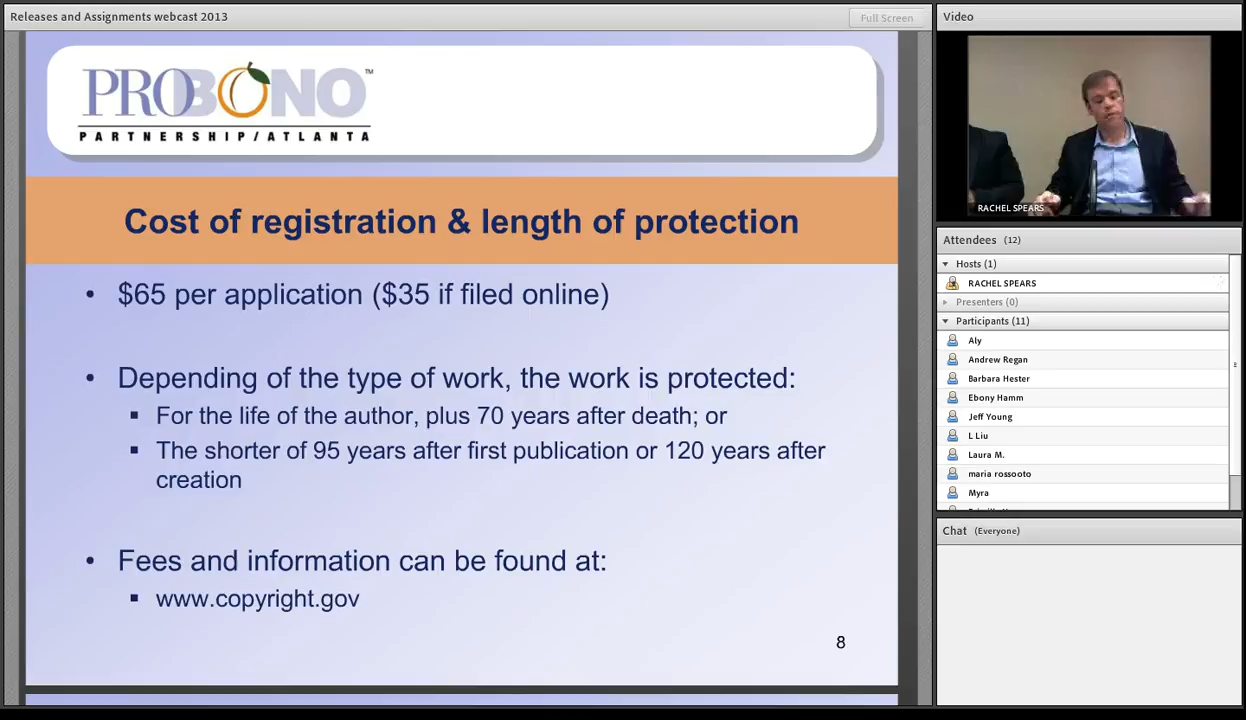 Releases and Assignments webcast 2013
Full Screen
PROBONO™
PARTNERSHIP/ATLANTA
Cost of registration & length of protection
• $65 per application ($35 if filed online)
• Depending of the type of work, the work is protected:
▪ For the life of the author, plus 70 years after death; or
▪ The shorter of 95 years after first publication or 120 years after
creation
• Fees and information can be found at:
▪ www.copyright.gov
8
Video
RACHEL SPEARS
Attendees (12)
Hosts (1)
RACHEL SPEARS
Presenters (0)
Participants (11)
Aly
Andrew Regan
Barbara Hester
Ebony Hamm
Jeff Young
L Liu
Laura M.
maria rossooto
Myra
Chat (Everyone)